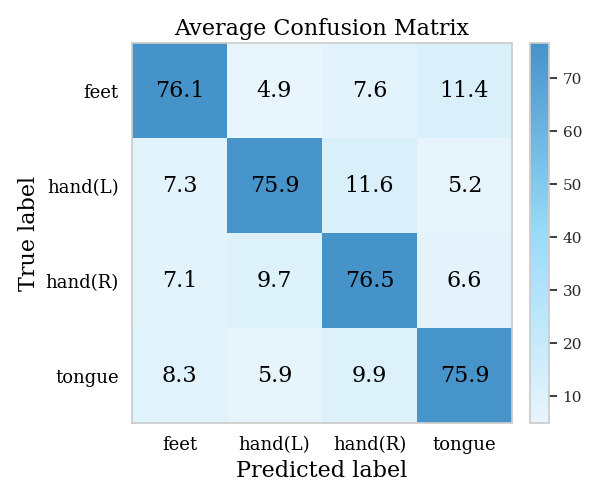 Average Confusion Matrix
feet 76.1 4.9 7.6 11.4
hand(L) 7.3 75.9 11.6 5.2
hand(R) 7.1 9.7 76.5 6.6
tongue 8.3 5.9 9.9 75.9
feet hand(L) hand(R) tongue
Predicted label
True label
70
60
50
40
30
20
10